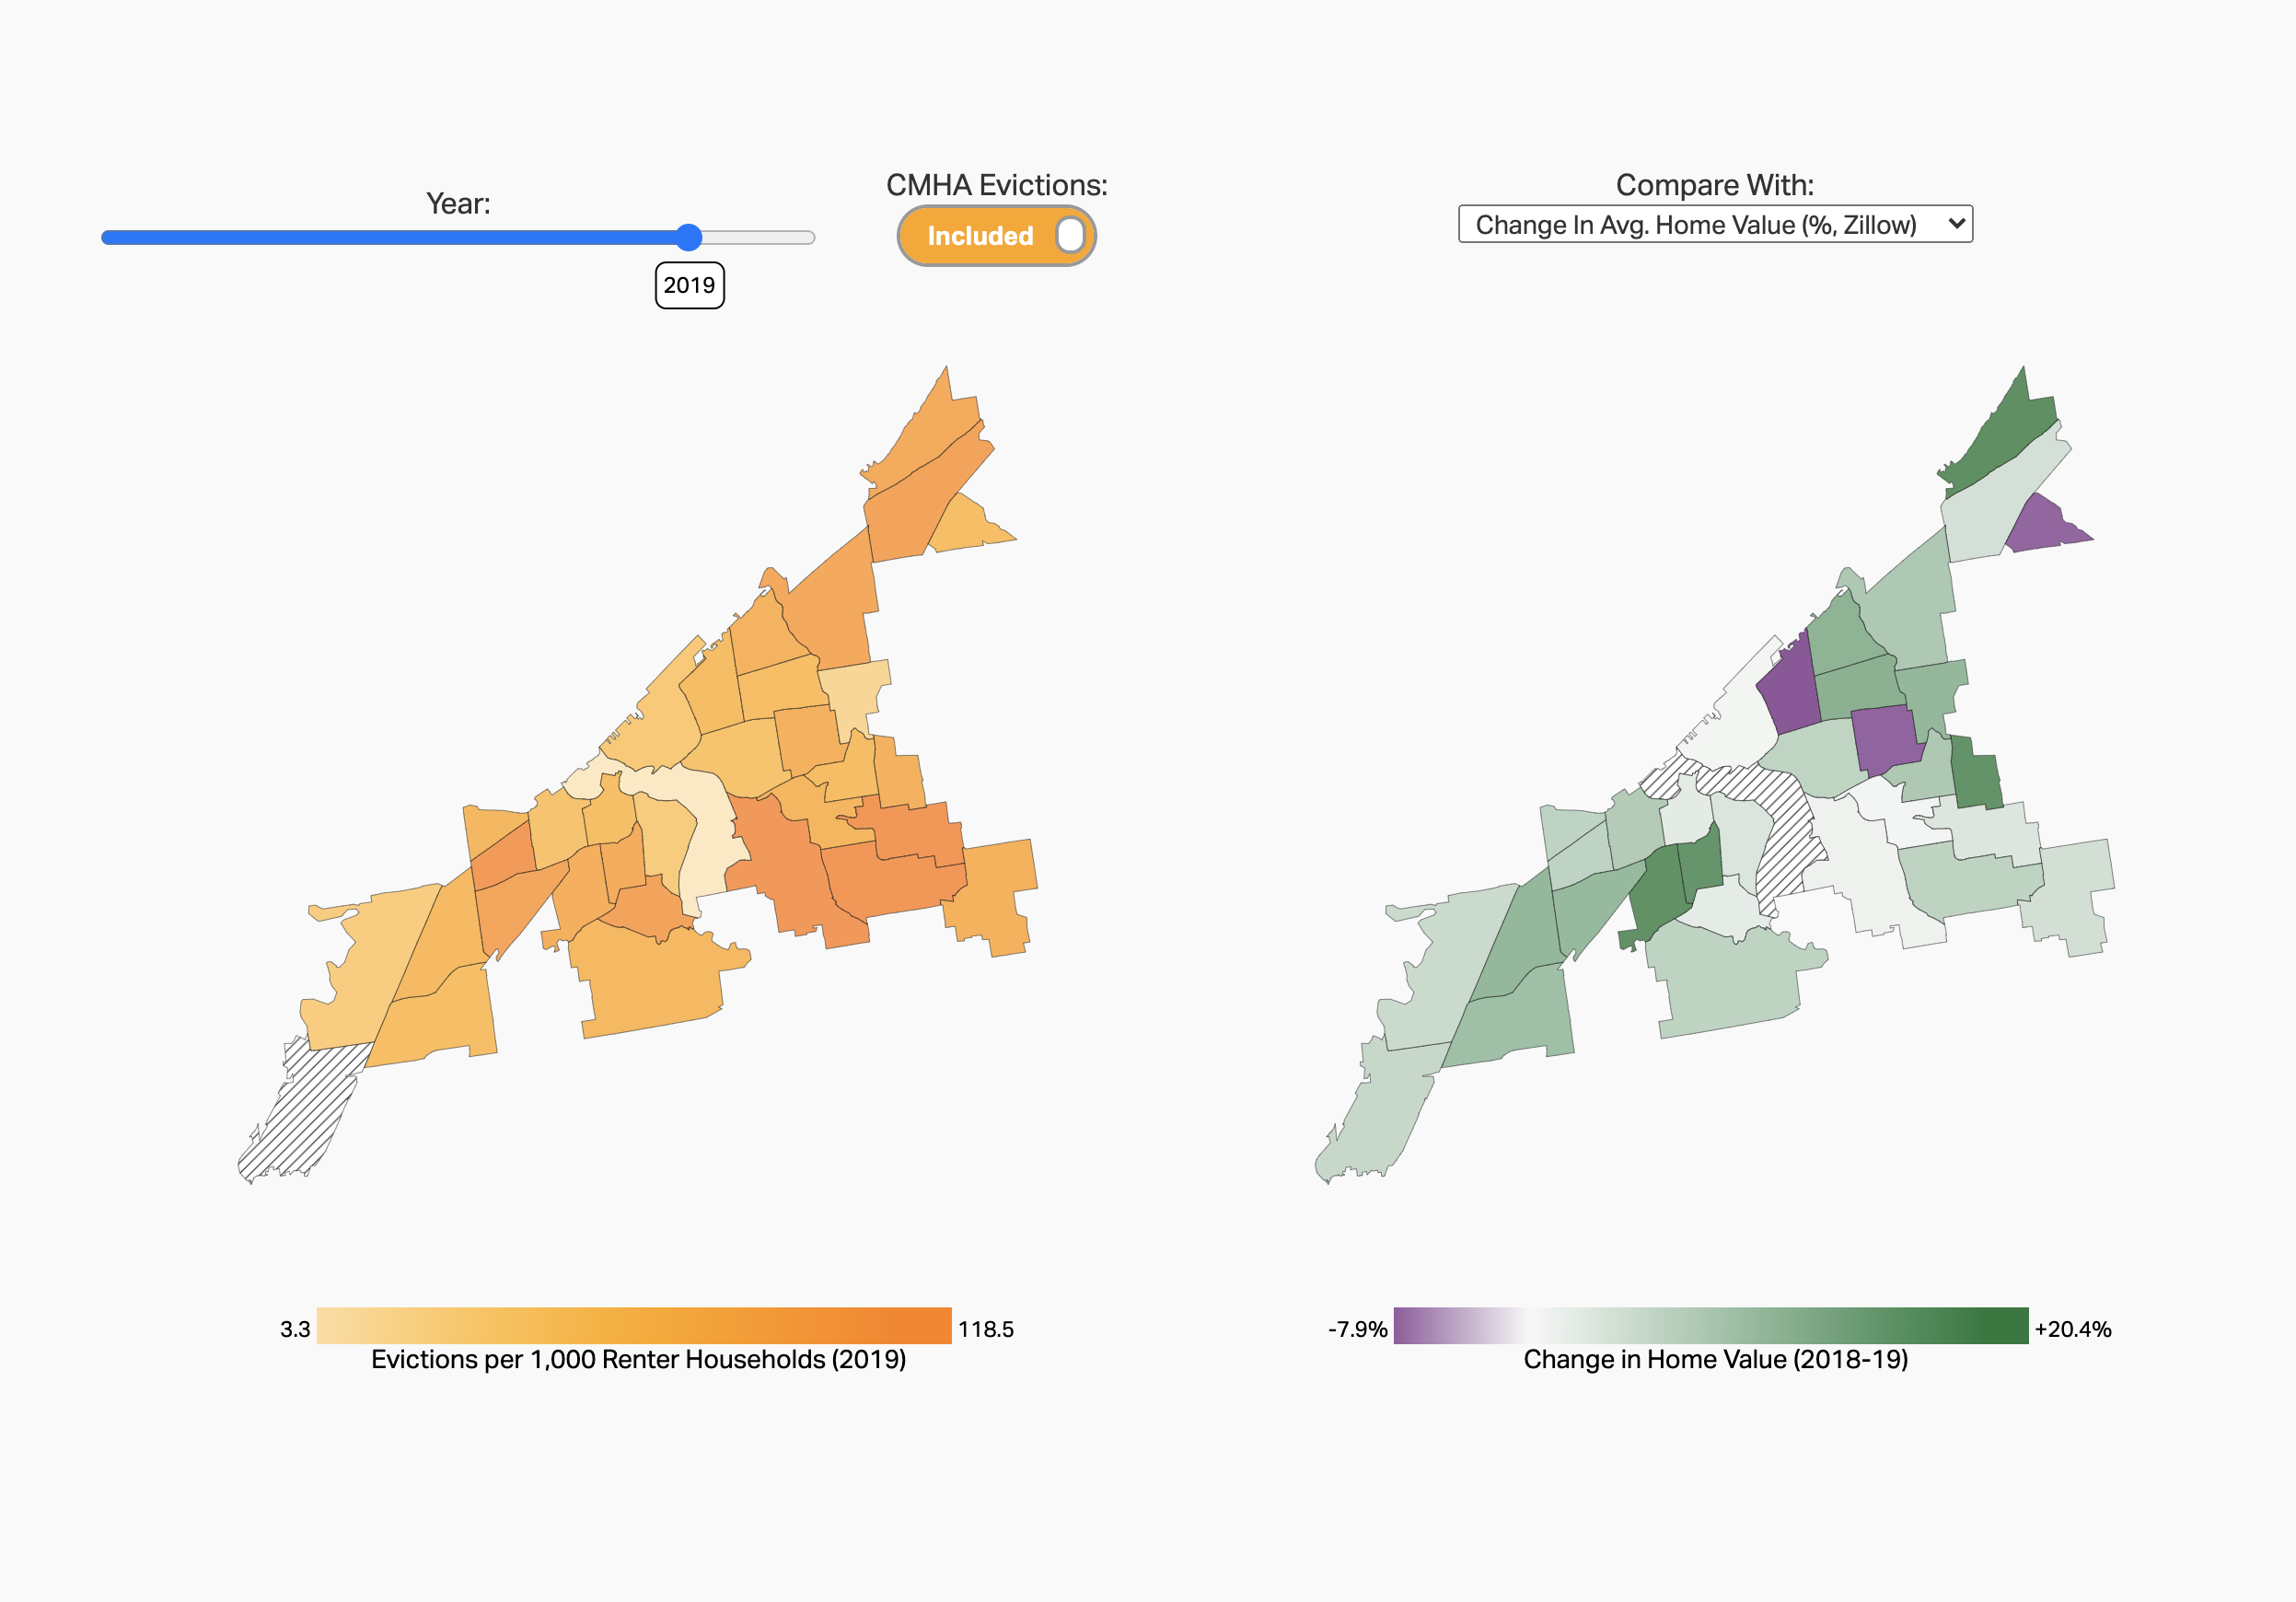 Year:
2019
CMHA Evictions:
Included
Compare With:
Change In Avg. Home Value (%, Zillow)
3.3
118.5
Evictions per 1,000 Renter Households (2019)
-7.9%
+20.4%
Change in Home Value (2018-19)